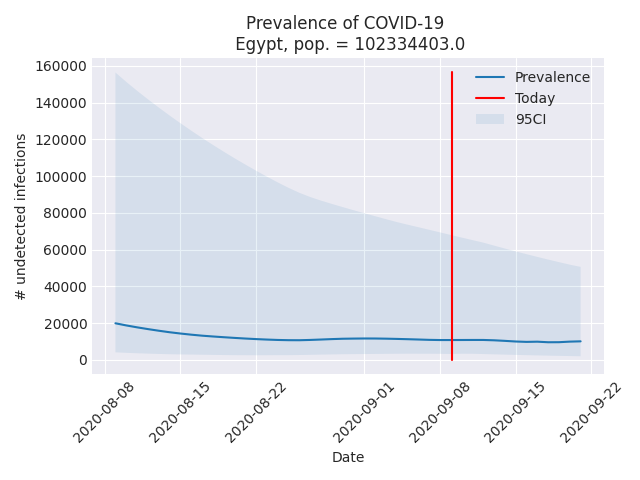 Prevalence of COVID-19
Egypt, pop. = 102334403.0
160000
140000
120000
100000
80000
60000
40000
20000
0
# undetected infections
Prevalence
Today
95CI
2020-08-08
2020-08-15
2020-08-22
2020-09-01
2020-09-08
2020-09-15
2020-09-22
Date